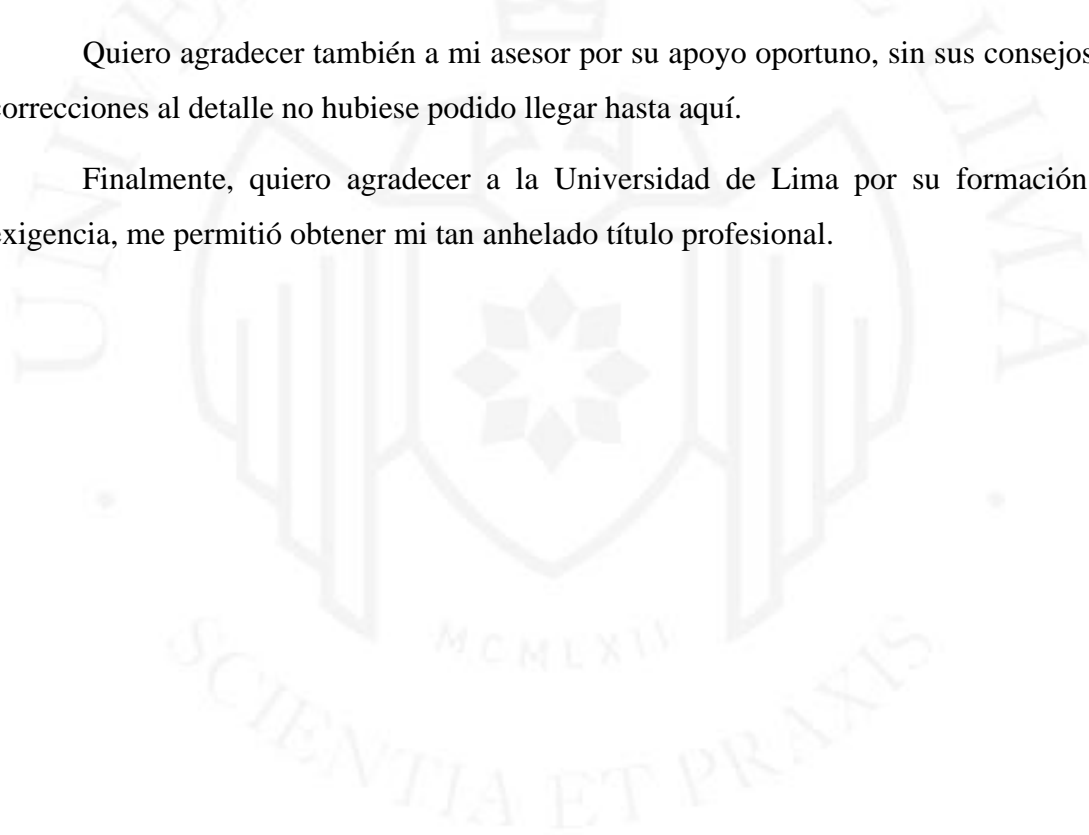 Quiero agradecer también a mi asesor por su apoyo oportuno, sin sus consejos
correcciones al detalle no hubiese podido llegar hasta aquí.
Finalmente, quiero agradecer a la Universidad de Lima por su formación
exigencia, me permitió obtener mi tan anhelado título profesional.
LIMA
MCMLXII
SCIENTIA ET PRAXIS